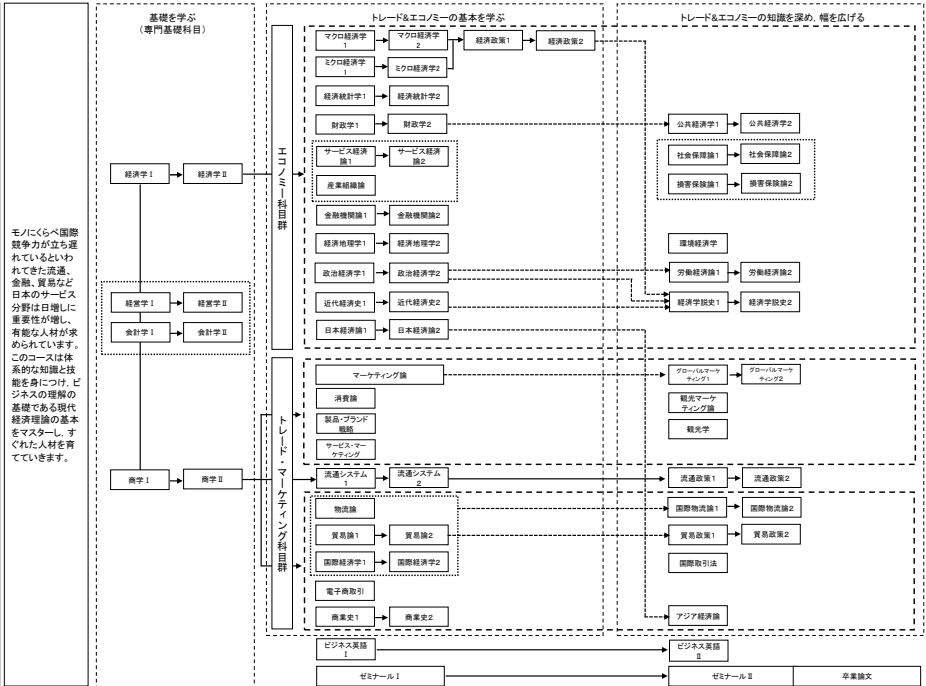 モノにくらべ国際
競争力が立ち遅
れているといわ
れてきた流通、
金融、貿易など
日本のサービス
分野は日増しに
重要性が増し、
有能な人材が求
められています。
このコースは体
系的な知識と技
能を身につけ、ビ
ジネスの理解の
基礎である現代
経済理論の基本
をマスターし、す
ぐれた人材を育
てていきます。
基礎を学ぶ
(専門基礎科目)
経済学Ⅰ
経済学Ⅱ
経営学Ⅰ
経営学Ⅱ
会計学Ⅰ
会計学Ⅱ
商学Ⅰ
商学Ⅱ
エコノミー科目群
トレード・マーケティング科目群
トレード&エコノミーの基本を学ぶ
マクロ経済学
1
マクロ経済学
2
経済政策1
経済政策2
ミクロ経済学
1
ミクロ経済学2
経済統計学1
経済統計学2
財政学1
財政学2
サービス経済
論1
サービス経済
論2
産業組織論
金融機関論1
金融機関論2
経済地理学1
経済地理学2
政治経済学1
政治経済学2
近代経済史1
近代経済史2
日本経済論1
日本経済論2
マーケティング論
消費論
製品・ブランド
戦略
サービス・マー
ケティング
流通システム
1
流通システム
2
物流論
貿易論1
貿易論2
国際経済学1
国際経済学2
電子商取引
商業史1
商業史2
ビジネス英語
Ⅰ
ゼミナールⅠ
トレード&エコノミーの知識を深め、幅を広げる
公共経済学1
公共経済学2
社会保障論1
社会保障論2
損害保険論1
損害保険論2
環境経済学
労働経済論1
労働経済論2
経済学説史1
経済学説史2
グローバルマーケ
ティング1
グローバルマーケ
ティング2
観光マーケ
ティング論
観光学
流通政策1
流通政策2
国際物流論1
国際物流論2
貿易政策1
貿易政策2
国際取引法
アジア経済論
ビジネス英語
Ⅱ
ゼミナールⅡ
卒業論文